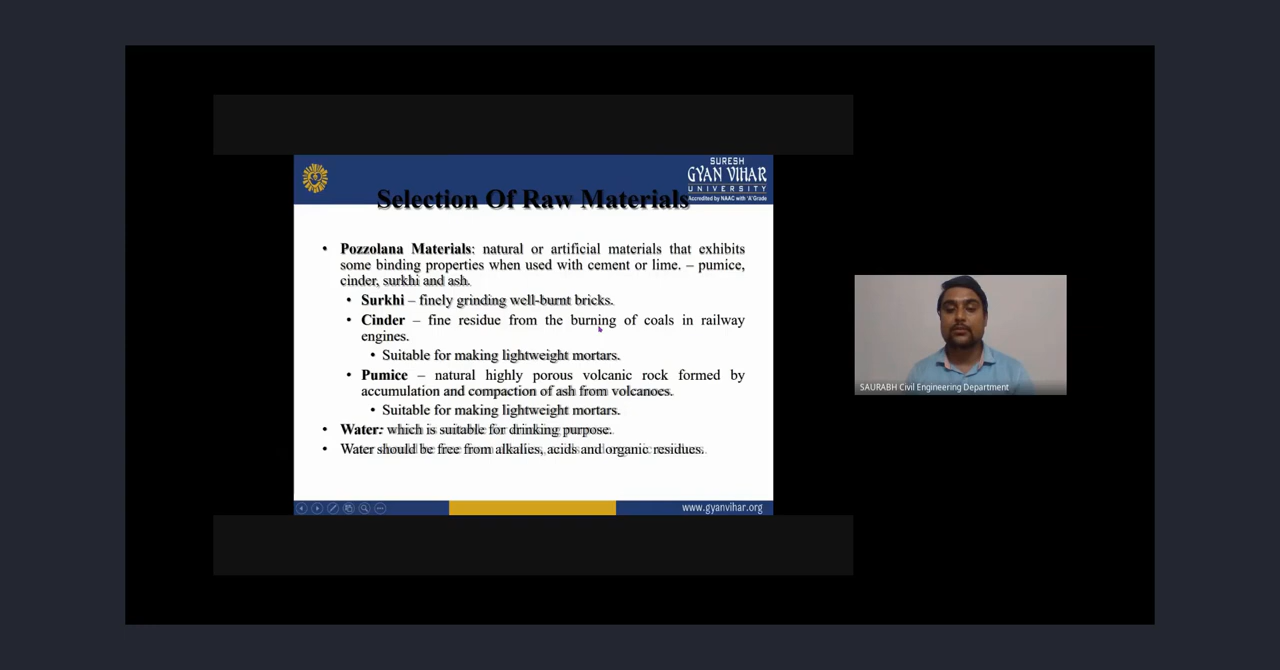 SURESH
GYAN VIHAR
UNIVERSITY
Accredited by NAAC with 'A' Grade
Selection Of Raw Materials
• Pozzolana Materials: natural or artificial materials that exhibits
some binding properties when used with cement or lime. – pumice,
cinder, surkhi and ash.
• Surkhi – finely grinding well-burnt bricks.
• Cinder – fine residue from the burning of coals in railway
engines.
• Suitable for making lightweight mortars.
• Pumice – natural highly porous volcanic rock formed by
accumulation and compaction of ash from volcanoes.
• Suitable for making lightweight mortars.
• Water: which is suitable for drinking purpose.
• Water should be free from alkalies, acids and organic residues.
www.gyanvihar.org
SAURABH Civil Engineering Department